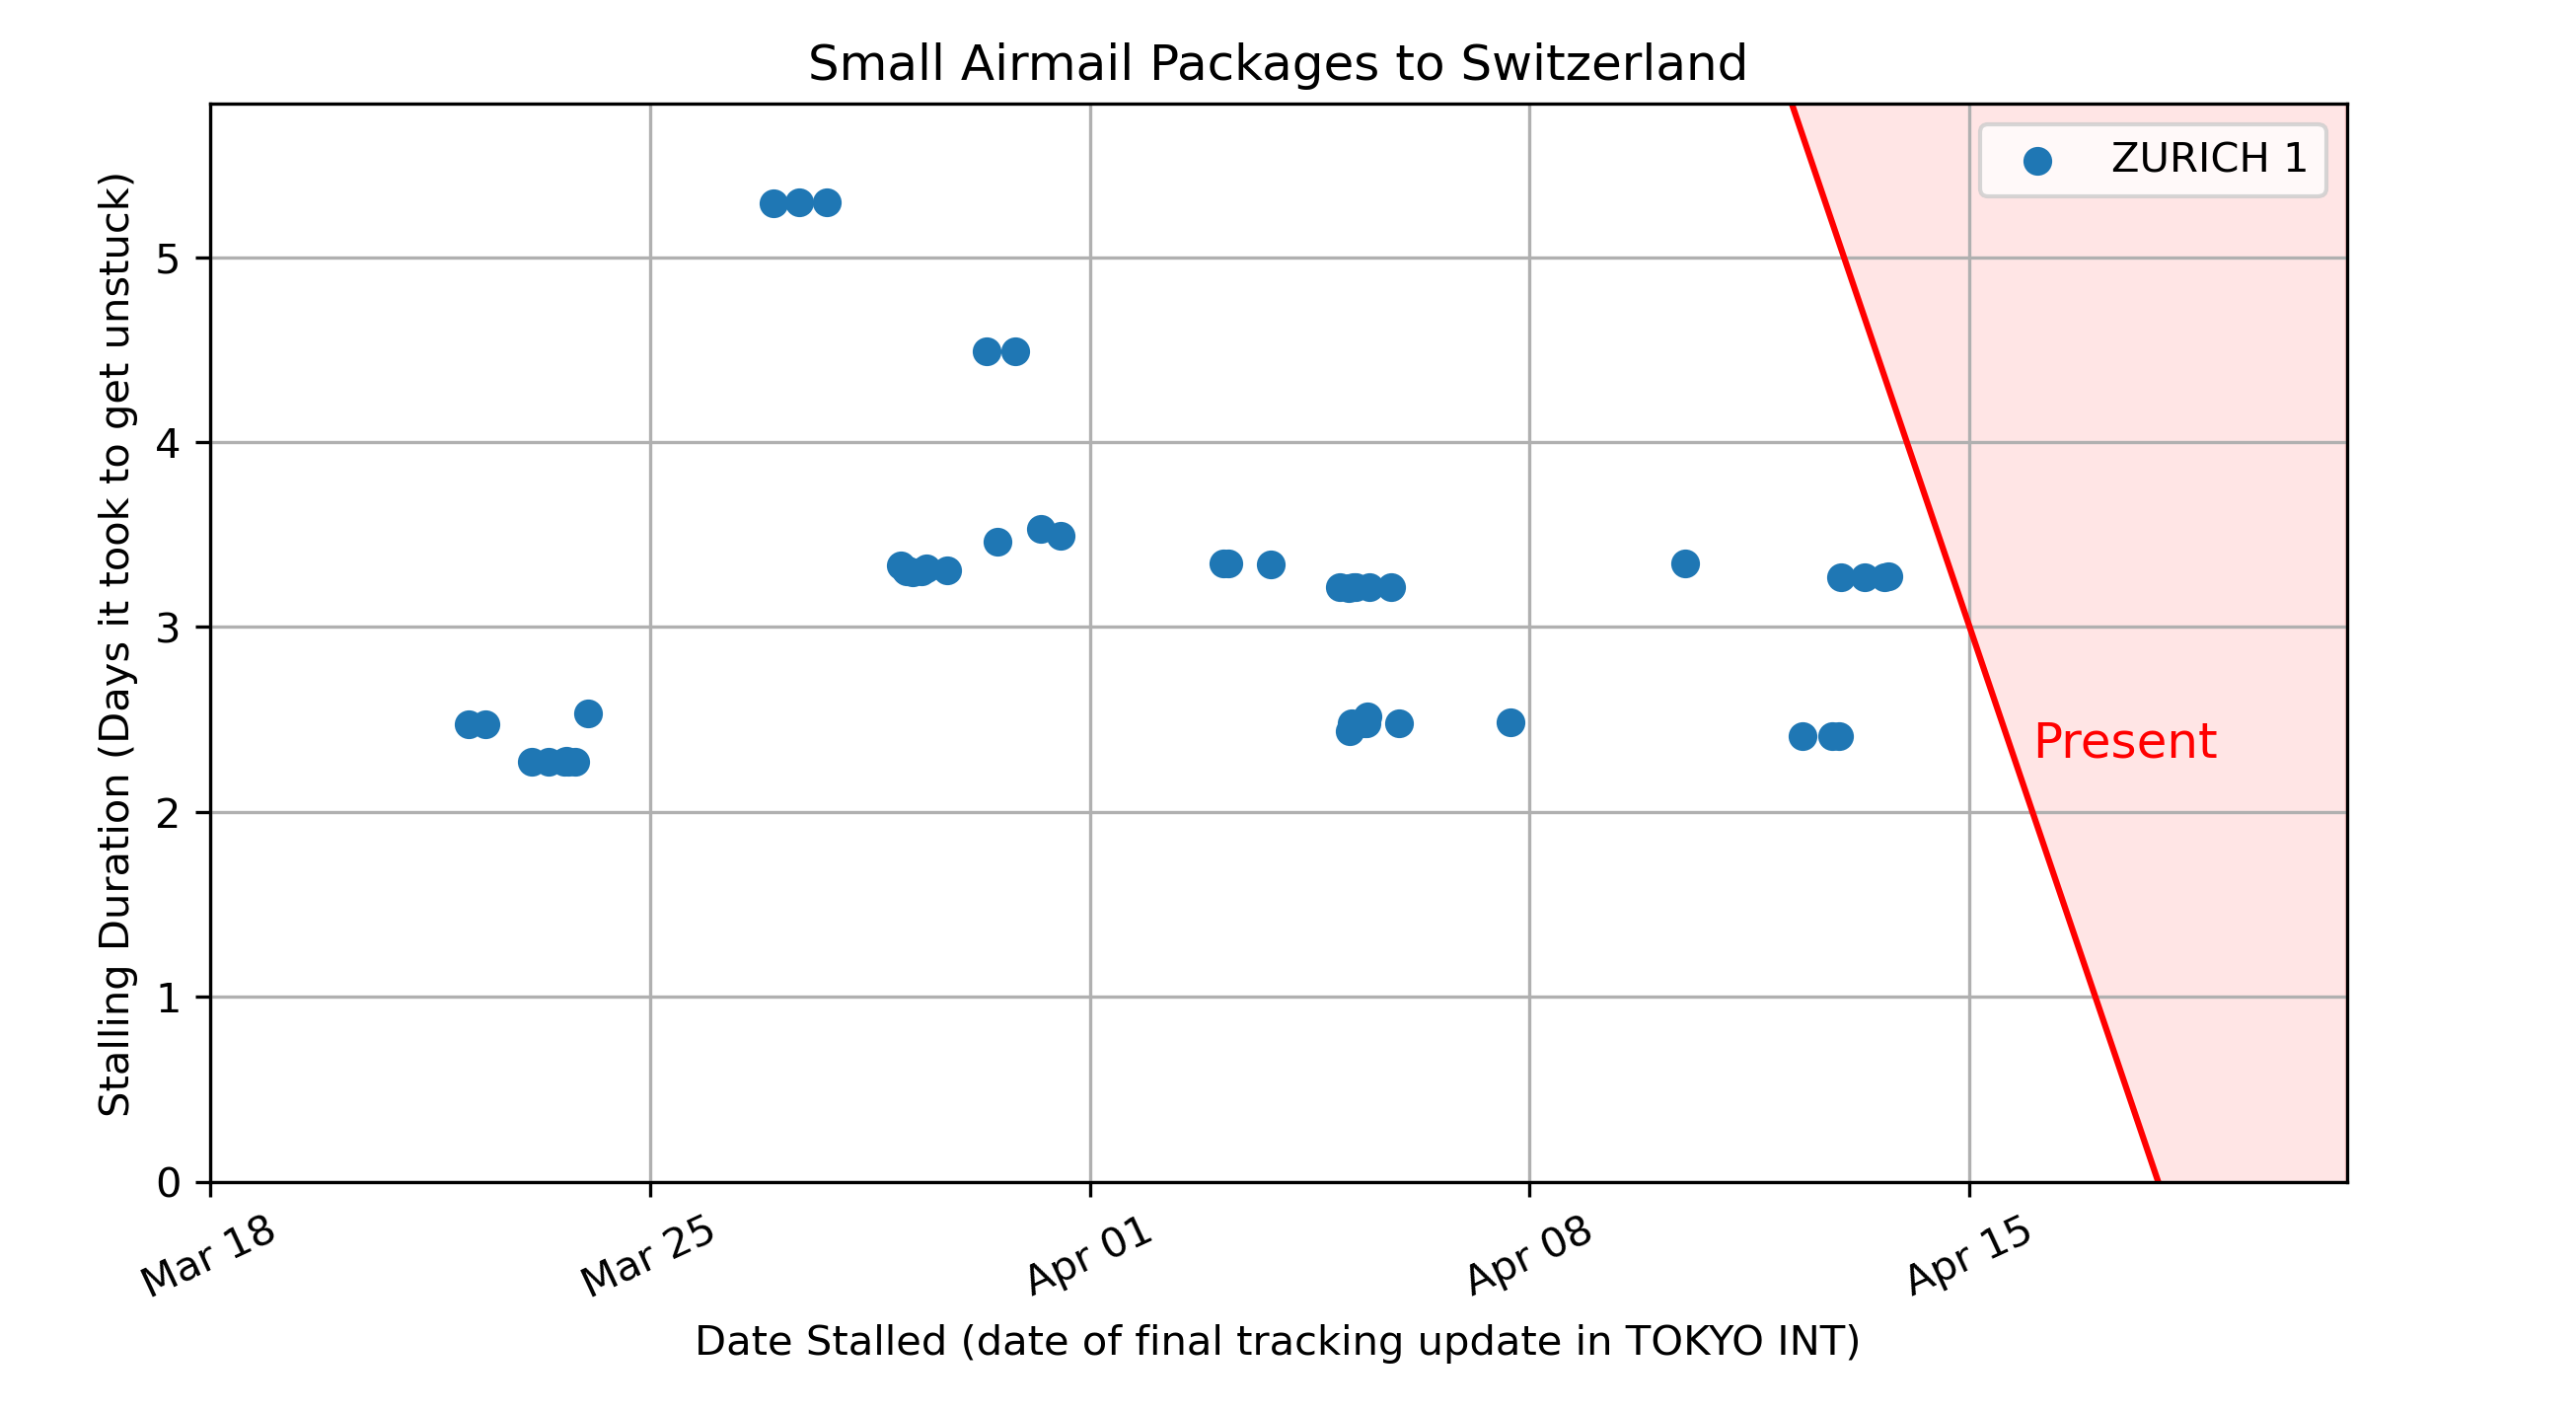 Small Airmail Packages to Switzerland
ZURICH 1
Stalling Duration (Days it took to get unstuck)
5
4
3
2
1
0
Present
Mar 18
Mar 25
Apr 01
Apr 08
Apr 15
Date Stalled (date of final tracking update in TOKYO INT)